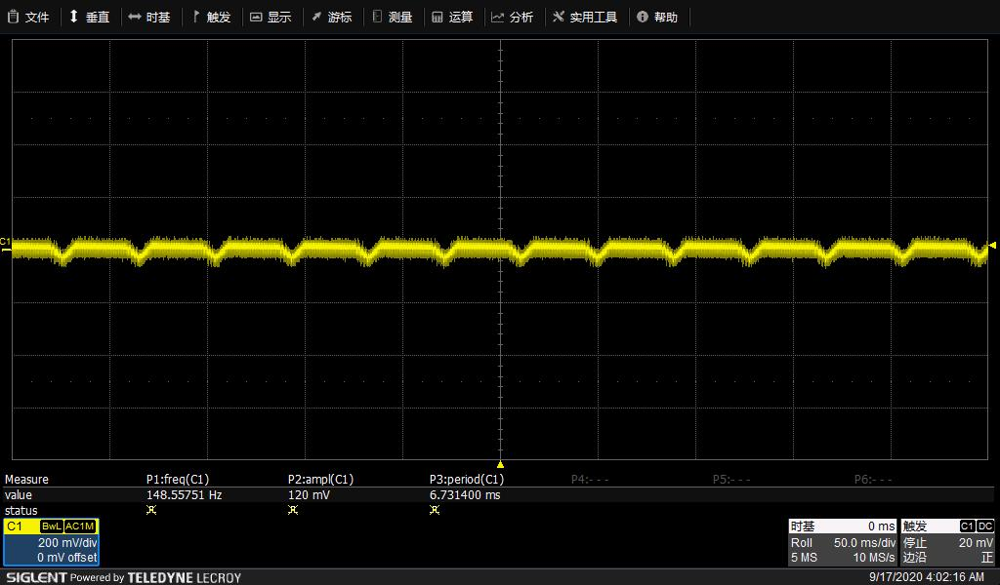 文件 垂直 时基 触发 显示 游标 测量 运算 分析 实用工具 帮助
C1
Measure P1:freq(C1) P2:ampl(C1) P3:period(C1) P4:- - - P5:- - - P6:- - -
value 148.55751 Hz 120 mV 6.731400 ms
status
C1 BwL AC1M
200 mV/div
0 mV offset
时基 0 ms
Roll 50.0 ms/div
5 MS 10 MS/s
触发 C1 DC
停止 20 mV
边沿 正
SIGLENT Powered by TELEDYNE LECROY 9/17/2020 4:02:16 AM